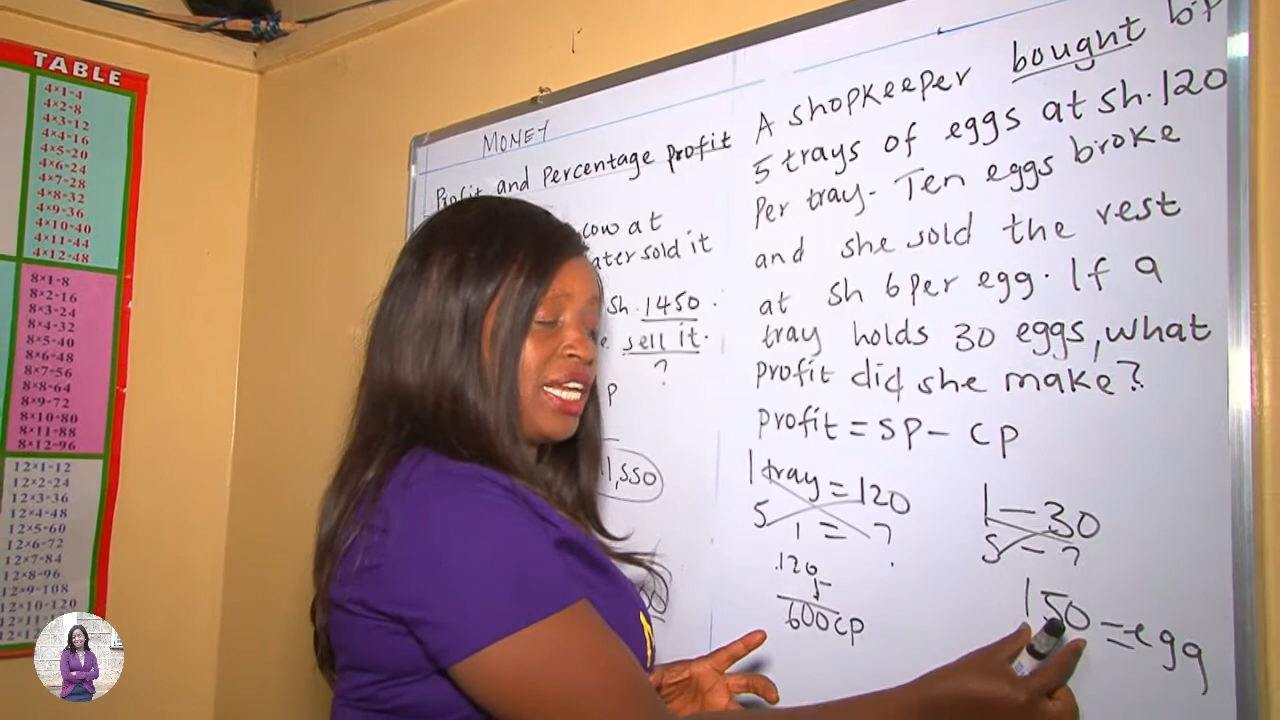 TABLE
4×1=4
4×2=8
4×3=12
4×4=16
4×5=20
4×6=24
4×7=28
4×8=32
4×9=36
4×10=40
4×11=44
4×12=48
8×1=8
8×2=16
8×3=24
8×4=32
8×5=40
8×6=48
8×7=56
8×8=64
8×9=72
8×10=80
8×11=88
8×12=96
12×1=12
12×2=24
12×3=36
12×4=48
12×5=60
12×6=72
12×7=84
12×8=96
12×9=108
12×10=120
MONEY
Profit and percentage profit
cow at
sold it
sh. 1450.
sell it.
?
P
A shopkeeper bought bP
5 trays of eggs at sh.120
Per tray. Ten eggs broke
and she sold the rest
at sh 6 per egg. If a
tray holds 30 eggs, what
profit did she make?
profit = SP - CP
1 tray = 120
5 1 = ?
120
5
600 cp
1 - 30
5 - ?
150 = egg